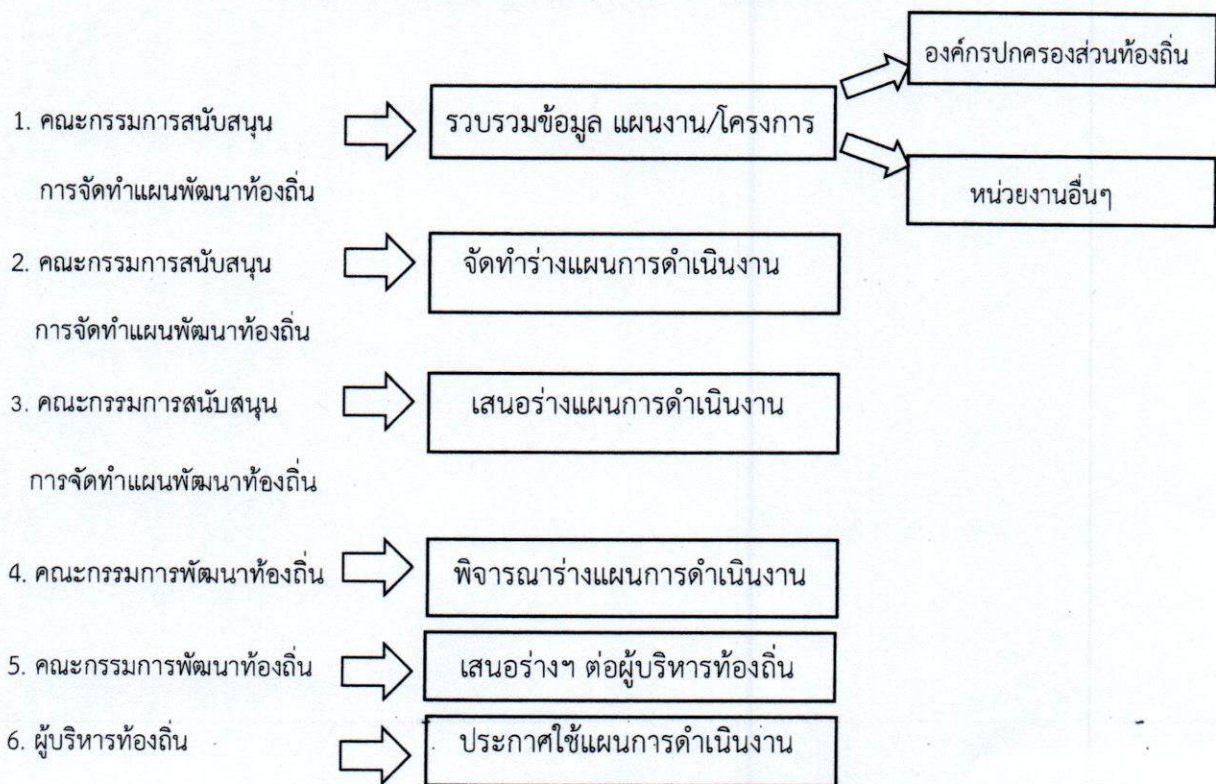 องค์กรปกครองส่วนท้องถิ่น
1. คณะกรรมการสนับสนุน
รวบรวมข้อมูล แผนงาน/โครงการ
การจัดทำแผนพัฒนาท้องถิ่น
หน่วยงานอื่นๆ
2. คณะกรรมการสนับสนุน
จัดทำร่างแผนการดำเนินงาน
การจัดทำแผนพัฒนาท้องถิ่น
3. คณะกรรมการสนับสนุน
เสนอร่างแผนการดำเนินงาน
การจัดทำแผนพัฒนาท้องถิ่น
4. คณะกรรมการพัฒนาท้องถิ่น
พิจารณาร่างแผนการดำเนินงาน
5. คณะกรรมการพัฒนาท้องถิ่น
เสนอร่างฯ ต่อผู้บริหารท้องถิ่น
6. ผู้บริหารท้องถิ่น
ประกาศใช้แผนการดำเนินงาน